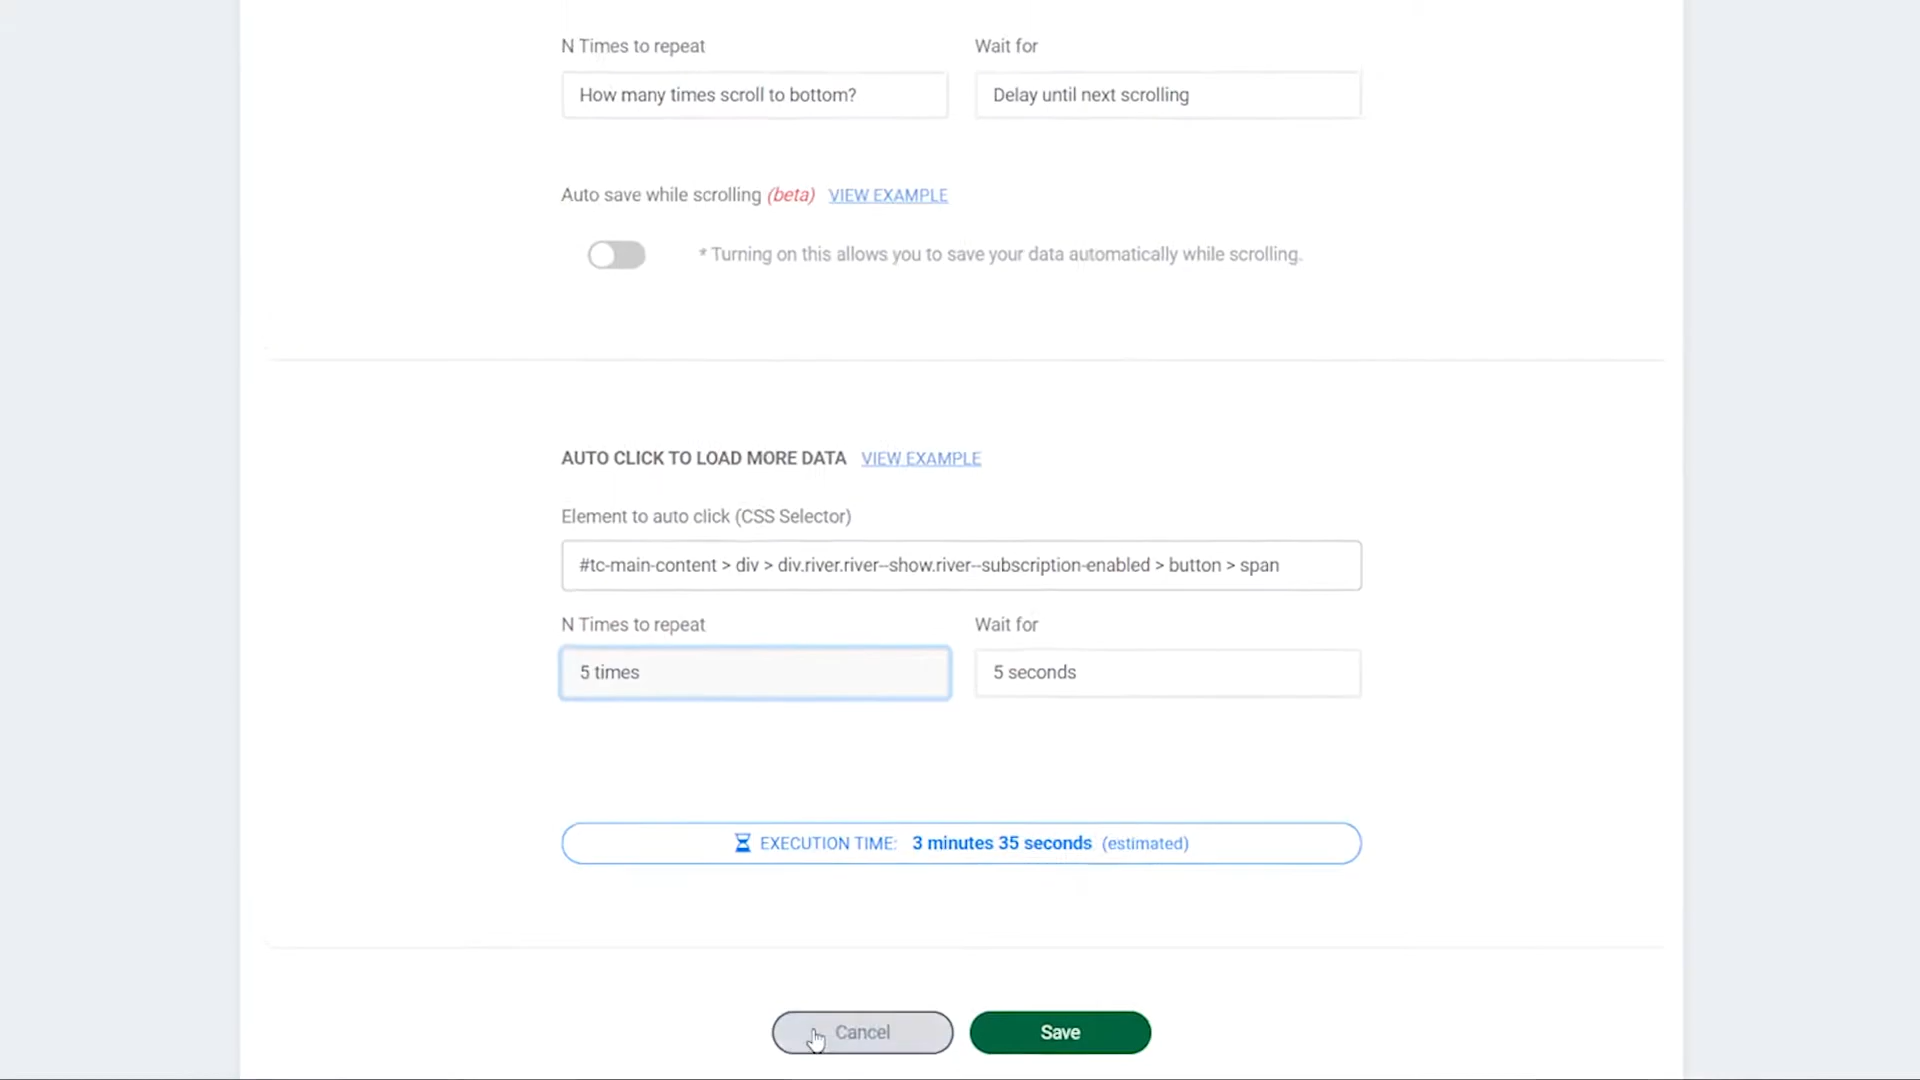 N Times to repeat
Wait for
How many times scroll to bottom?
Delay until next scrolling
Auto save while scrolling (beta) VIEW EXAMPLE
* Turning on this allows you to save your data automatically while scrolling.
AUTO CLICK TO LOAD MORE DATA VIEW EXAMPLE
Element to auto click (CSS Selector)
#tc-main-content > div > div.river.river--show.river--subscription-enabled > button > span
N Times to repeat
Wait for
5 times
5 seconds
EXECUTION TIME: 3 minutes 35 seconds (estimated)
Cancel
Save